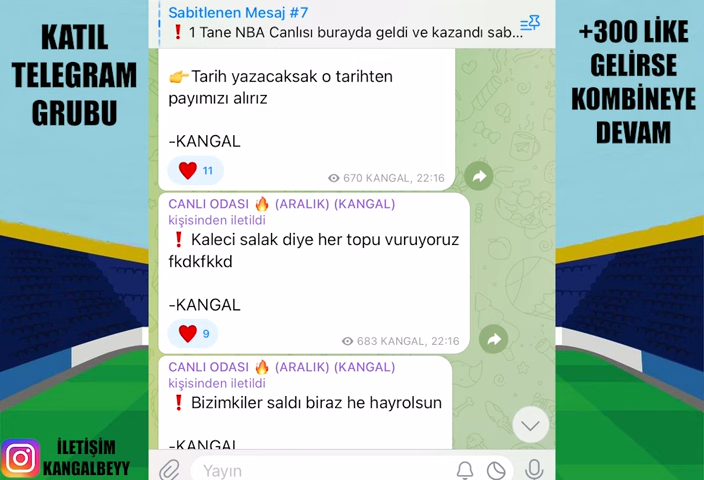 KATIL
TELEGRAM
GRUBU
Sabitlenen Mesaj #7
❗ 1 Tane NBA Canlısı burayda geldi ve kazandı sab...
+300 LİKE
GELİRSE
KOMBİNEYE
DEVAM
👉Tarih yazacaksak o tarihten
payımızı alırız
-KANGAL
❤️ 11
670 KANGAL, 22:16
CANLI ODASI 🔥 (ARALIK) (KANGAL)
kişisinden iletildi
❗ Kaleci salak diye her topu vuruyoruz
fkdkfkkd
-KANGAL
❤️ 9
683 KANGAL, 22:16
CANLI ODASI 🔥 (ARALIK) (KANGAL)
kişisinden iletildi
❗ Bizimkiler saldı biraz he hayrolsun
-KANGAL
Yayın
İLETİŞİM
KANGALBEYY